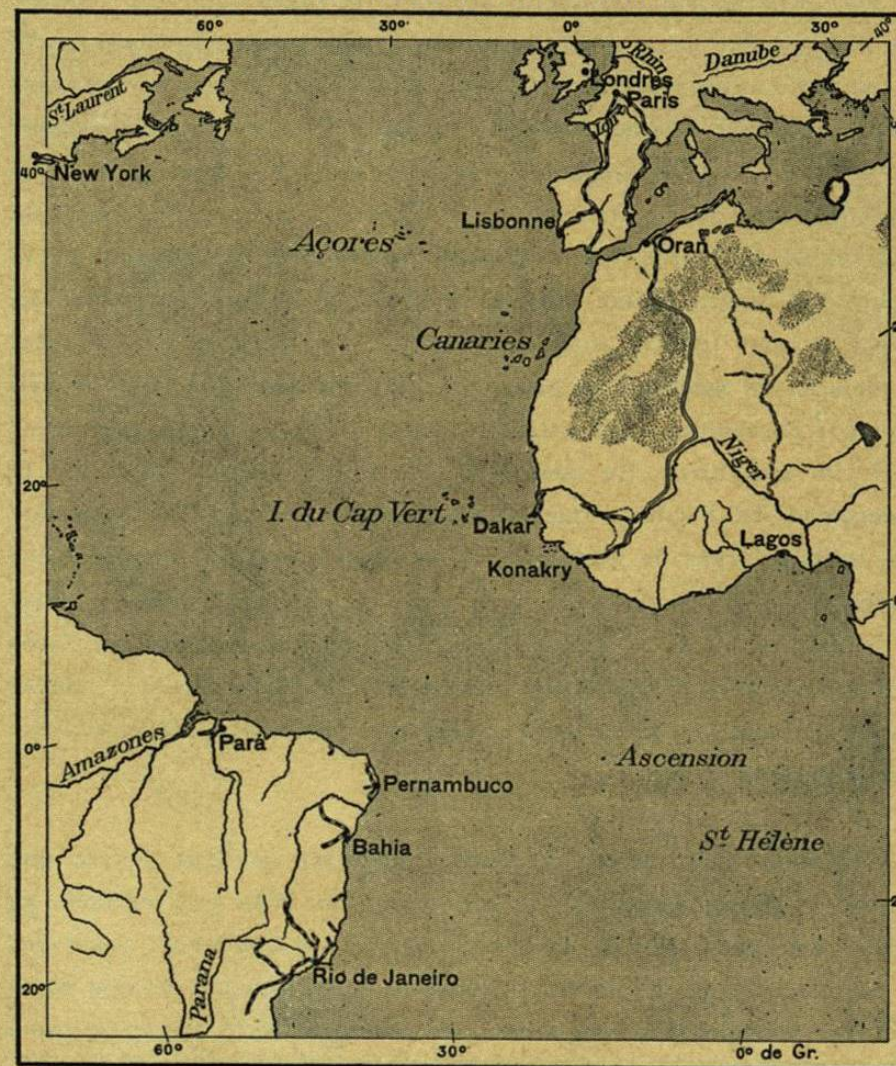 60° 30° 0° 30° 40°
Rhin
Danube
Londres
Paris
St Laurent
Loire
40° New York
Lisbonne
Açorés
Oran
Canaries
20°
Niger
I. du Cap Vert
Dakar
Lagos
Konakry
0°
Amazones
Pará
Ascension
Pernambuco
St Hélène
Bahia
Parana
Rio de Janeiro
20°
60° 30° 0° de Gr.